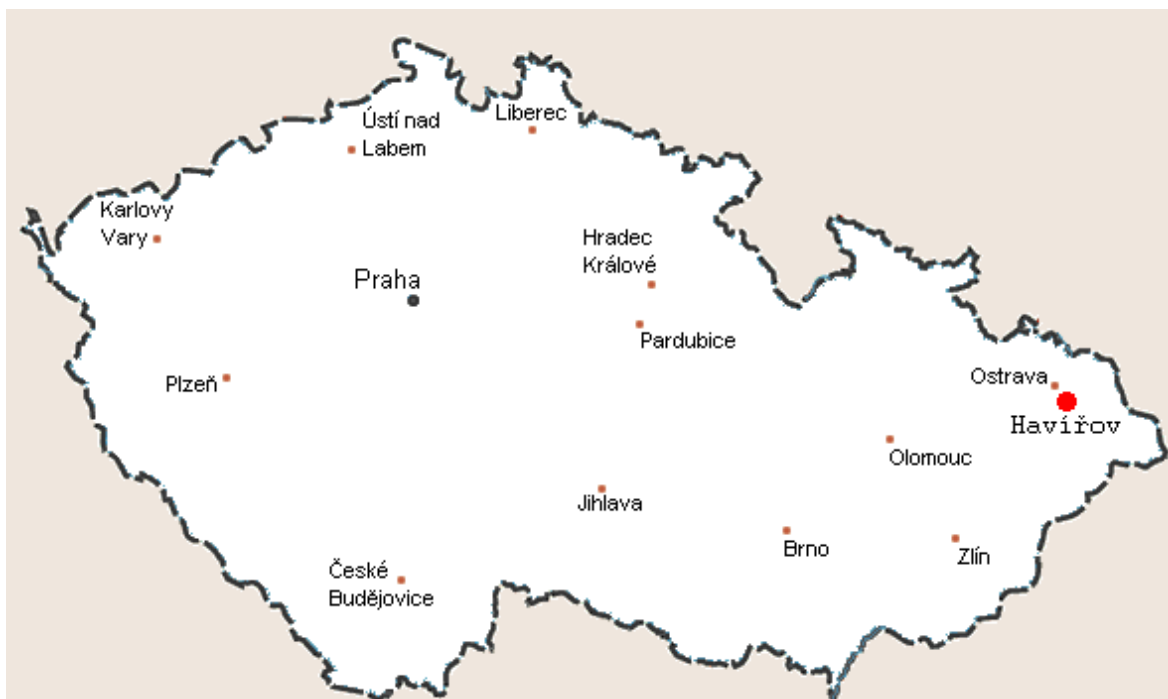 Liberec
Ústí nad
Labem
Karlovy
Vary
Hradec
Králové
Praha
Pardubice
Plzeň
Ostrava
Havířov
Olomouc
Jihlava
Brno
Zlín
České
Budějovice